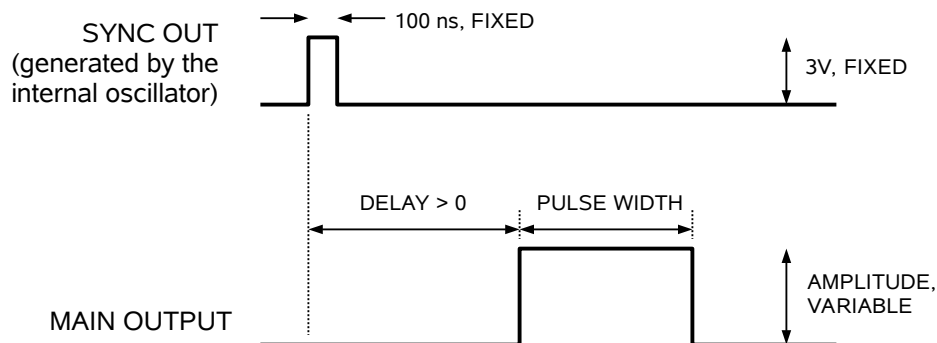 100 ns, FIXED
SYNC OUT
(generated by the
internal oscillator)
3V, FIXED
DELAY > 0
PULSE WIDTH
AMPLITUDE,
VARIABLE
MAIN OUTPUT